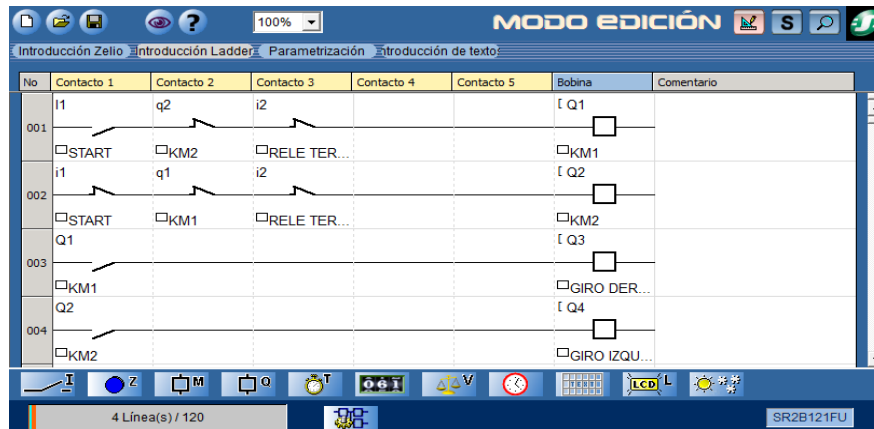 100%
MODO EDICIÓN
S
Introducción Zelio
ntroducción Ladder
Parametrización
troducción de texto
No Contacto 1 Contacto 2 Contacto 3 Contacto 4 Contacto 5 Bobina Comentario
I1 q2 i2 [ Q1
001
START KM2 RELE TER... KM1
i1 q1 i2 [ Q2
002
START KM1 RELE TER... KM2
Q1 [ Q3
003
KM1 GIRO DER...
Q2 [ Q4
004
KM2 GIRO IZQU...
I Z M Q T 061 V TEXT LCD L
4 Línea(s) / 120
SR2B121FU